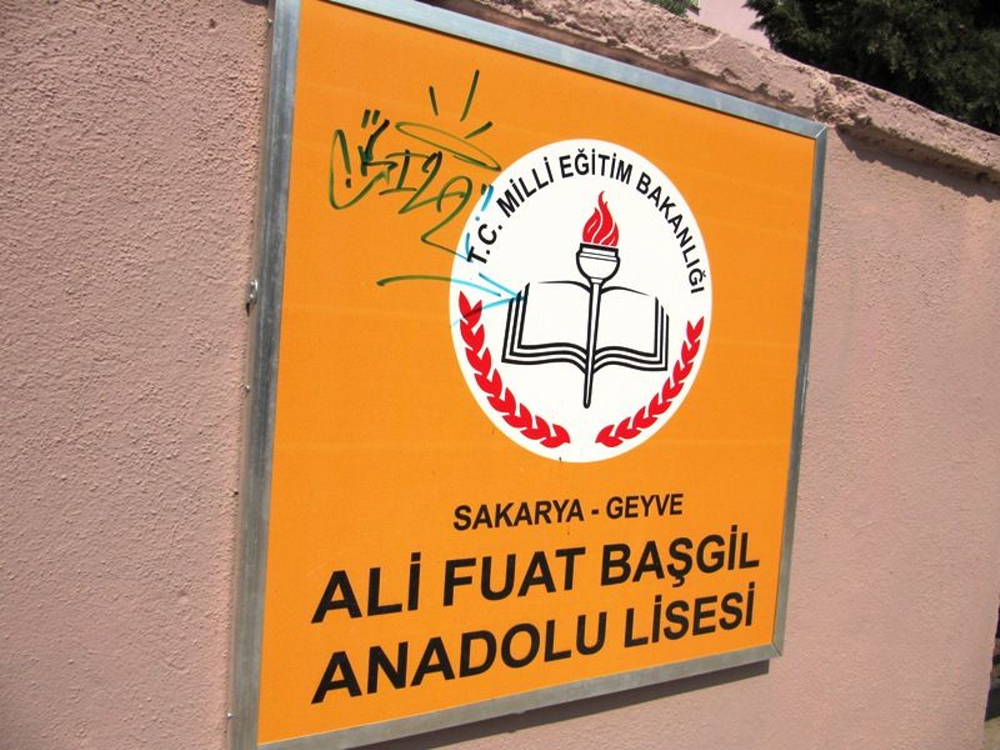 T.C. MİLLİ EĞİTİM BAKANLIĞI
SAKARYA - GEYVE
ALİ FUAT BAŞGİL
ANADOLU LİSESİ